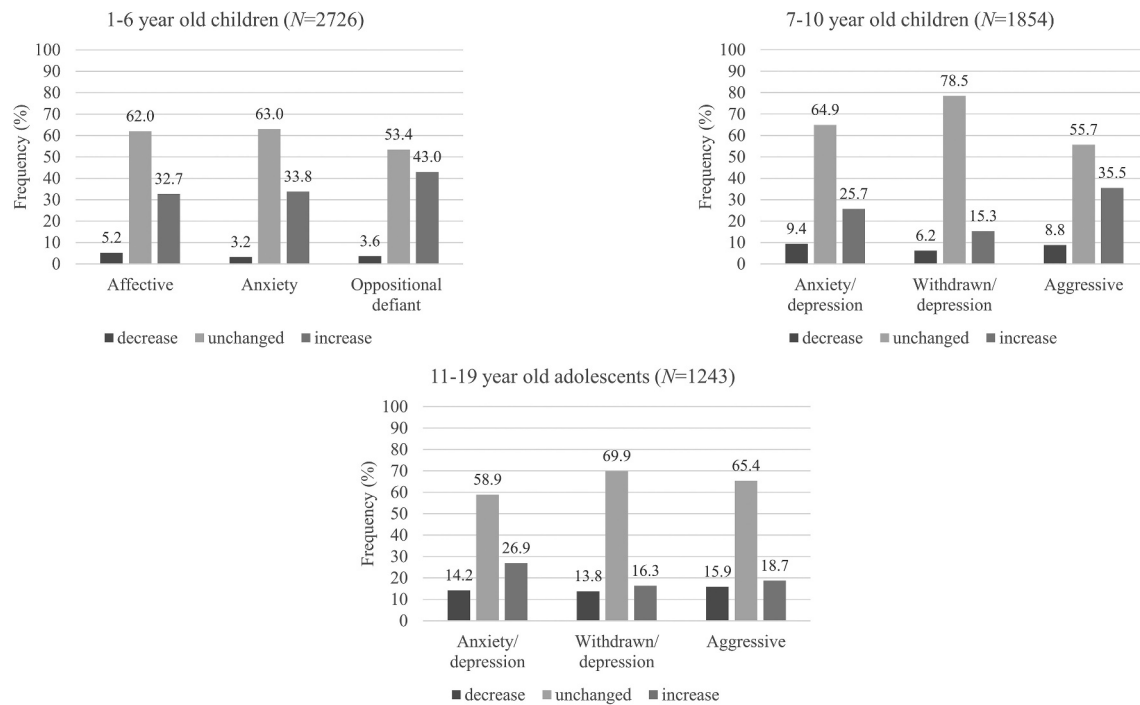 1-6 year old children (N=2726)
Frequency (%)
100
90
80
70
60
50
40
30
20
10
0
5.2
62.0
32.7
3.2
63.0
33.8
3.6
53.4
43.0
Affective
Anxiety
Oppositional
defiant
decrease unchanged increase
7-10 year old children (N=1854)
Frequency (%)
100
90
80
70
60
50
40
30
20
10
0
9.4
64.9
25.7
6.2
78.5
15.3
8.8
55.7
35.5
Anxiety/
depression
Withdrawn/
depression
Aggressive
decrease unchanged increase
11-19 year old adolescents (N=1243)
Frequency (%)
100
90
80
70
60
50
40
30
20
10
0
14.2
58.9
26.9
13.8
69.9
16.3
15.9
65.4
18.7
Anxiety/
depression
Withdrawn/
depression
Aggressive
decrease unchanged increase